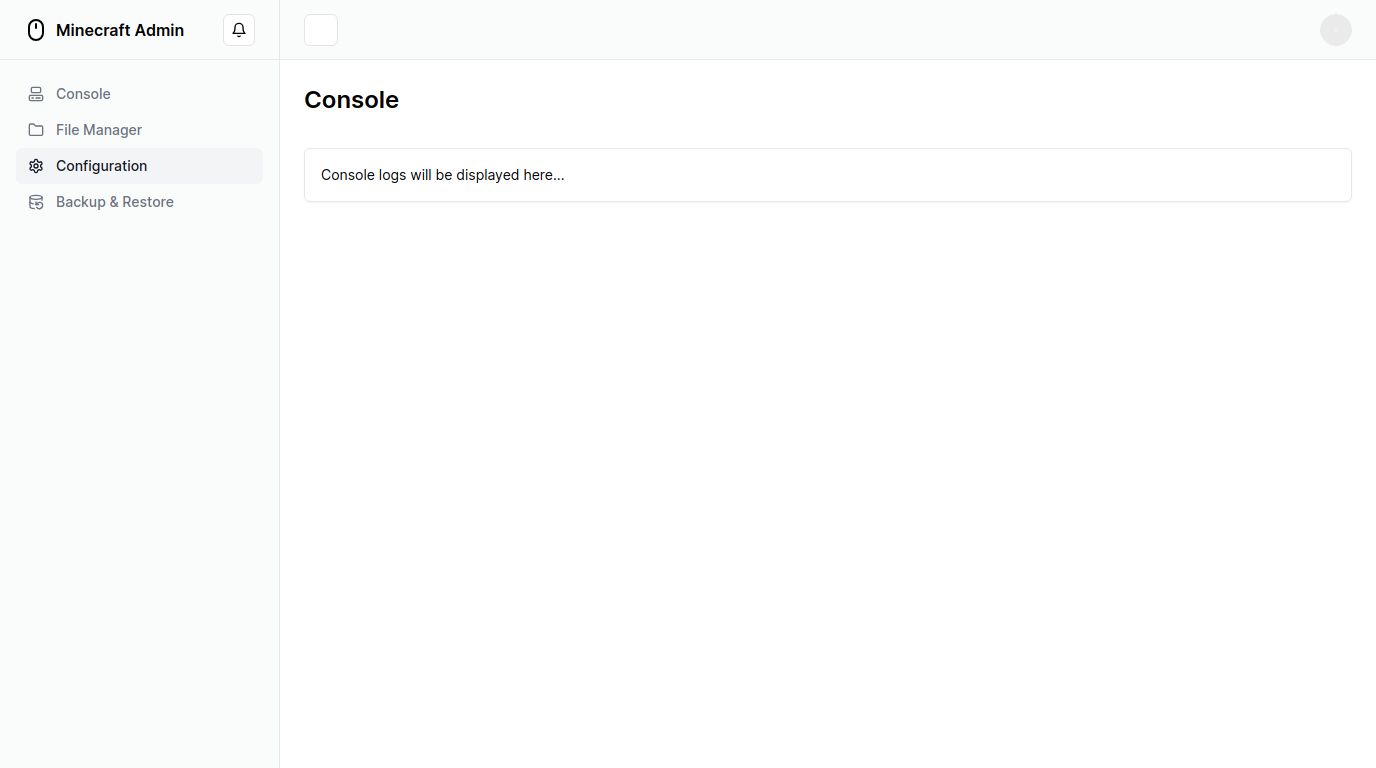 Minecraft Admin
Console
File Manager
Configuration
Backup & Restore
Console
Console logs will be displayed here...